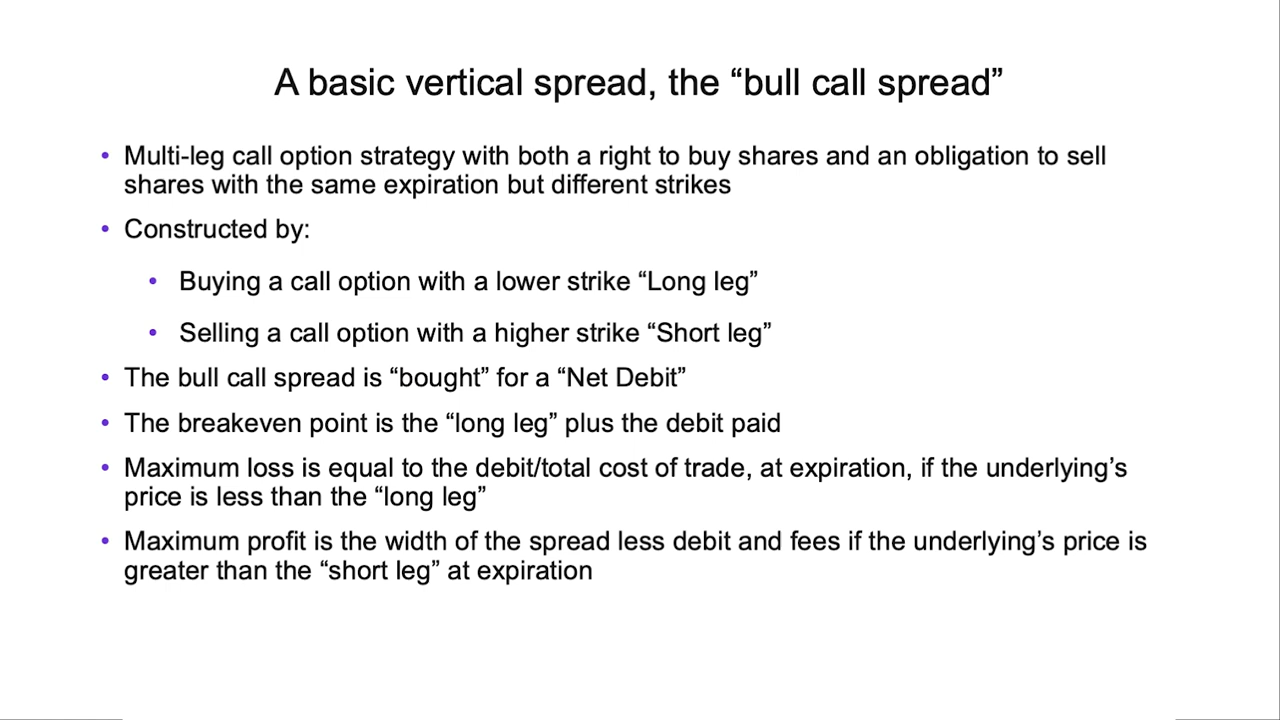 A basic vertical spread, the “bull call spread”
• Multi-leg call option strategy with both a right to buy shares and an obligation to sell
shares with the same expiration but different strikes
• Constructed by:
• Buying a call option with a lower strike “Long leg”
• Selling a call option with a higher strike “Short leg”
• The bull call spread is “bought” for a “Net Debit”
• The breakeven point is the “long leg” plus the debit paid
• Maximum loss is equal to the debit/total cost of trade, at expiration, if the underlying’s
price is less than the “long leg”
• Maximum profit is the width of the spread less debit and fees if the underlying’s price is
greater than the “short leg” at expiration